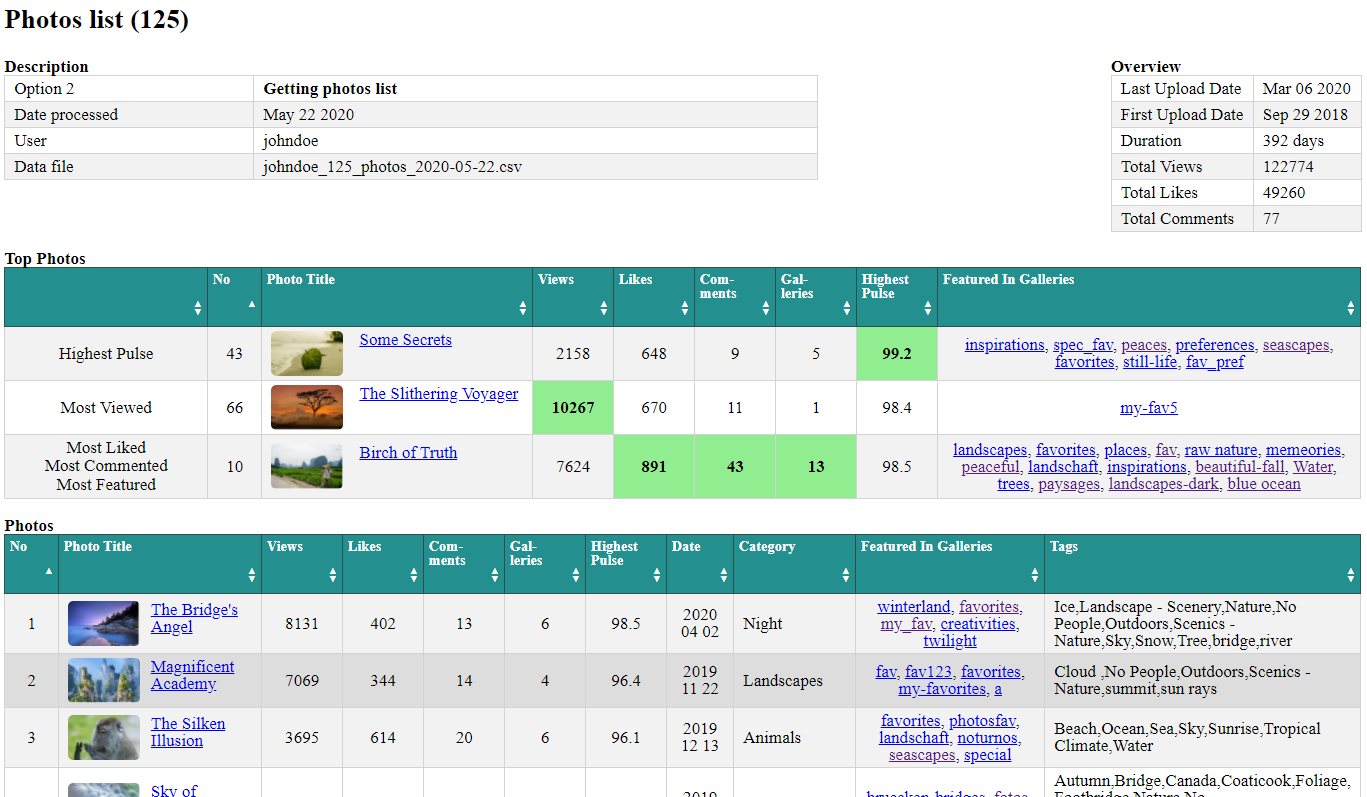 Photos list (125)
Description
Option 2 Getting photos list
Date processed May 22 2020
User johndoe
Data file johndoe_125_photos_2020-05-22.csv
Overview
Last Upload Date Mar 06 2020
First Upload Date Sep 29 2018
Duration 392 days
Total Views 122774
Total Likes 49260
Total Comments 77
Top Photos
No Photo Title Views Likes Com- Gal- Highest Featured In Galleries
ments leries Pulse
Highest Pulse 43 Some Secrets 2158 648 9 5 99.2 inspirations, spec_fav, peaces, preferences, seascapes,
favorites, still-life, fav_pref
Most Viewed 66 The Slithering Voyager 10267 670 11 1 98.4 my-fav5
Most Liked
Most Commented
Most Featured
10 Birch of Truth 7624 891 43 13 98.5
landscapes, favorites, places, fav, raw nature, memeories,
peaceful, landschaft, inspirations, beautiful-fall, Water,
trees, paysages, landscapes-dark, blue ocean
Photos
No Photo Title Views Likes Com- Gal- Highest Date Category Featured In Galleries Tags
ments leries Pulse
1 The Bridge's
Angel
8131 402 13 6 98.5
2020
04 02
Night
winterland, favorites,
my_fav, creativities,
twilight
Ice,Landscape - Scenery,Nature,No
People,Outdoors,Scenics -
Nature,Sky,Snow,Tree,bridge,river
2 Magnificent
Academy
7069 344 14 4 96.4
2019
11 22
Landscapes
fav, fav123, favorites,
my-favorites, a
Cloud ,No People,Outdoors,Scenics -
Nature,summit,sun rays
3 The Silken
Illusion
3695 614 20 6 96.1
2019
12 13
Animals
favorites, photosfav,
landschaft, noturnos,
seascapes, special
Beach,Ocean,Sea,Sky,Sunrise,Tropical
Climate,Water
Sky of
2019
Autumn,Bridge,Canada,Coaticook,Foliage,